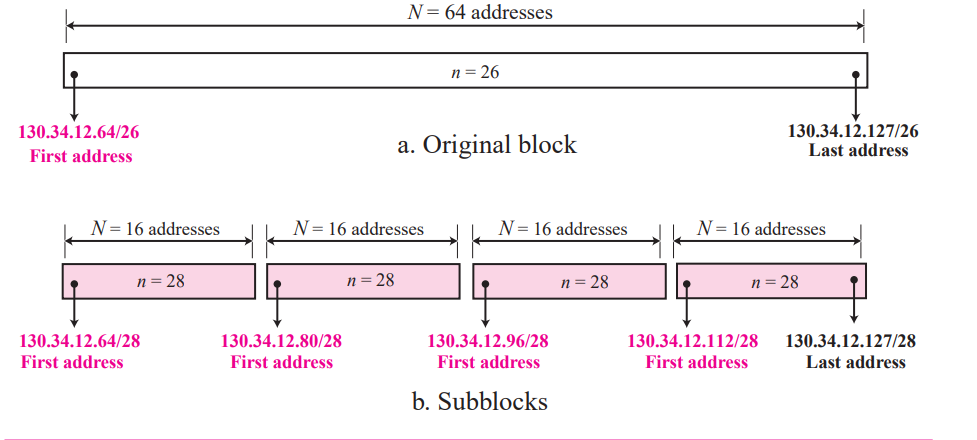 N = 64 addresses
n = 26
130.34.12.64/26
First address
130.34.12.127/26
Last address
a. Original block
N = 16 addresses
N = 16 addresses
N = 16 addresses
N = 16 addresses
n = 28
n = 28
n = 28
n = 28
130.34.12.64/28
First address
130.34.12.80/28
First address
130.34.12.96/28
First address
130.34.12.112/28
First address
130.34.12.127/28
Last address
b. Subblocks